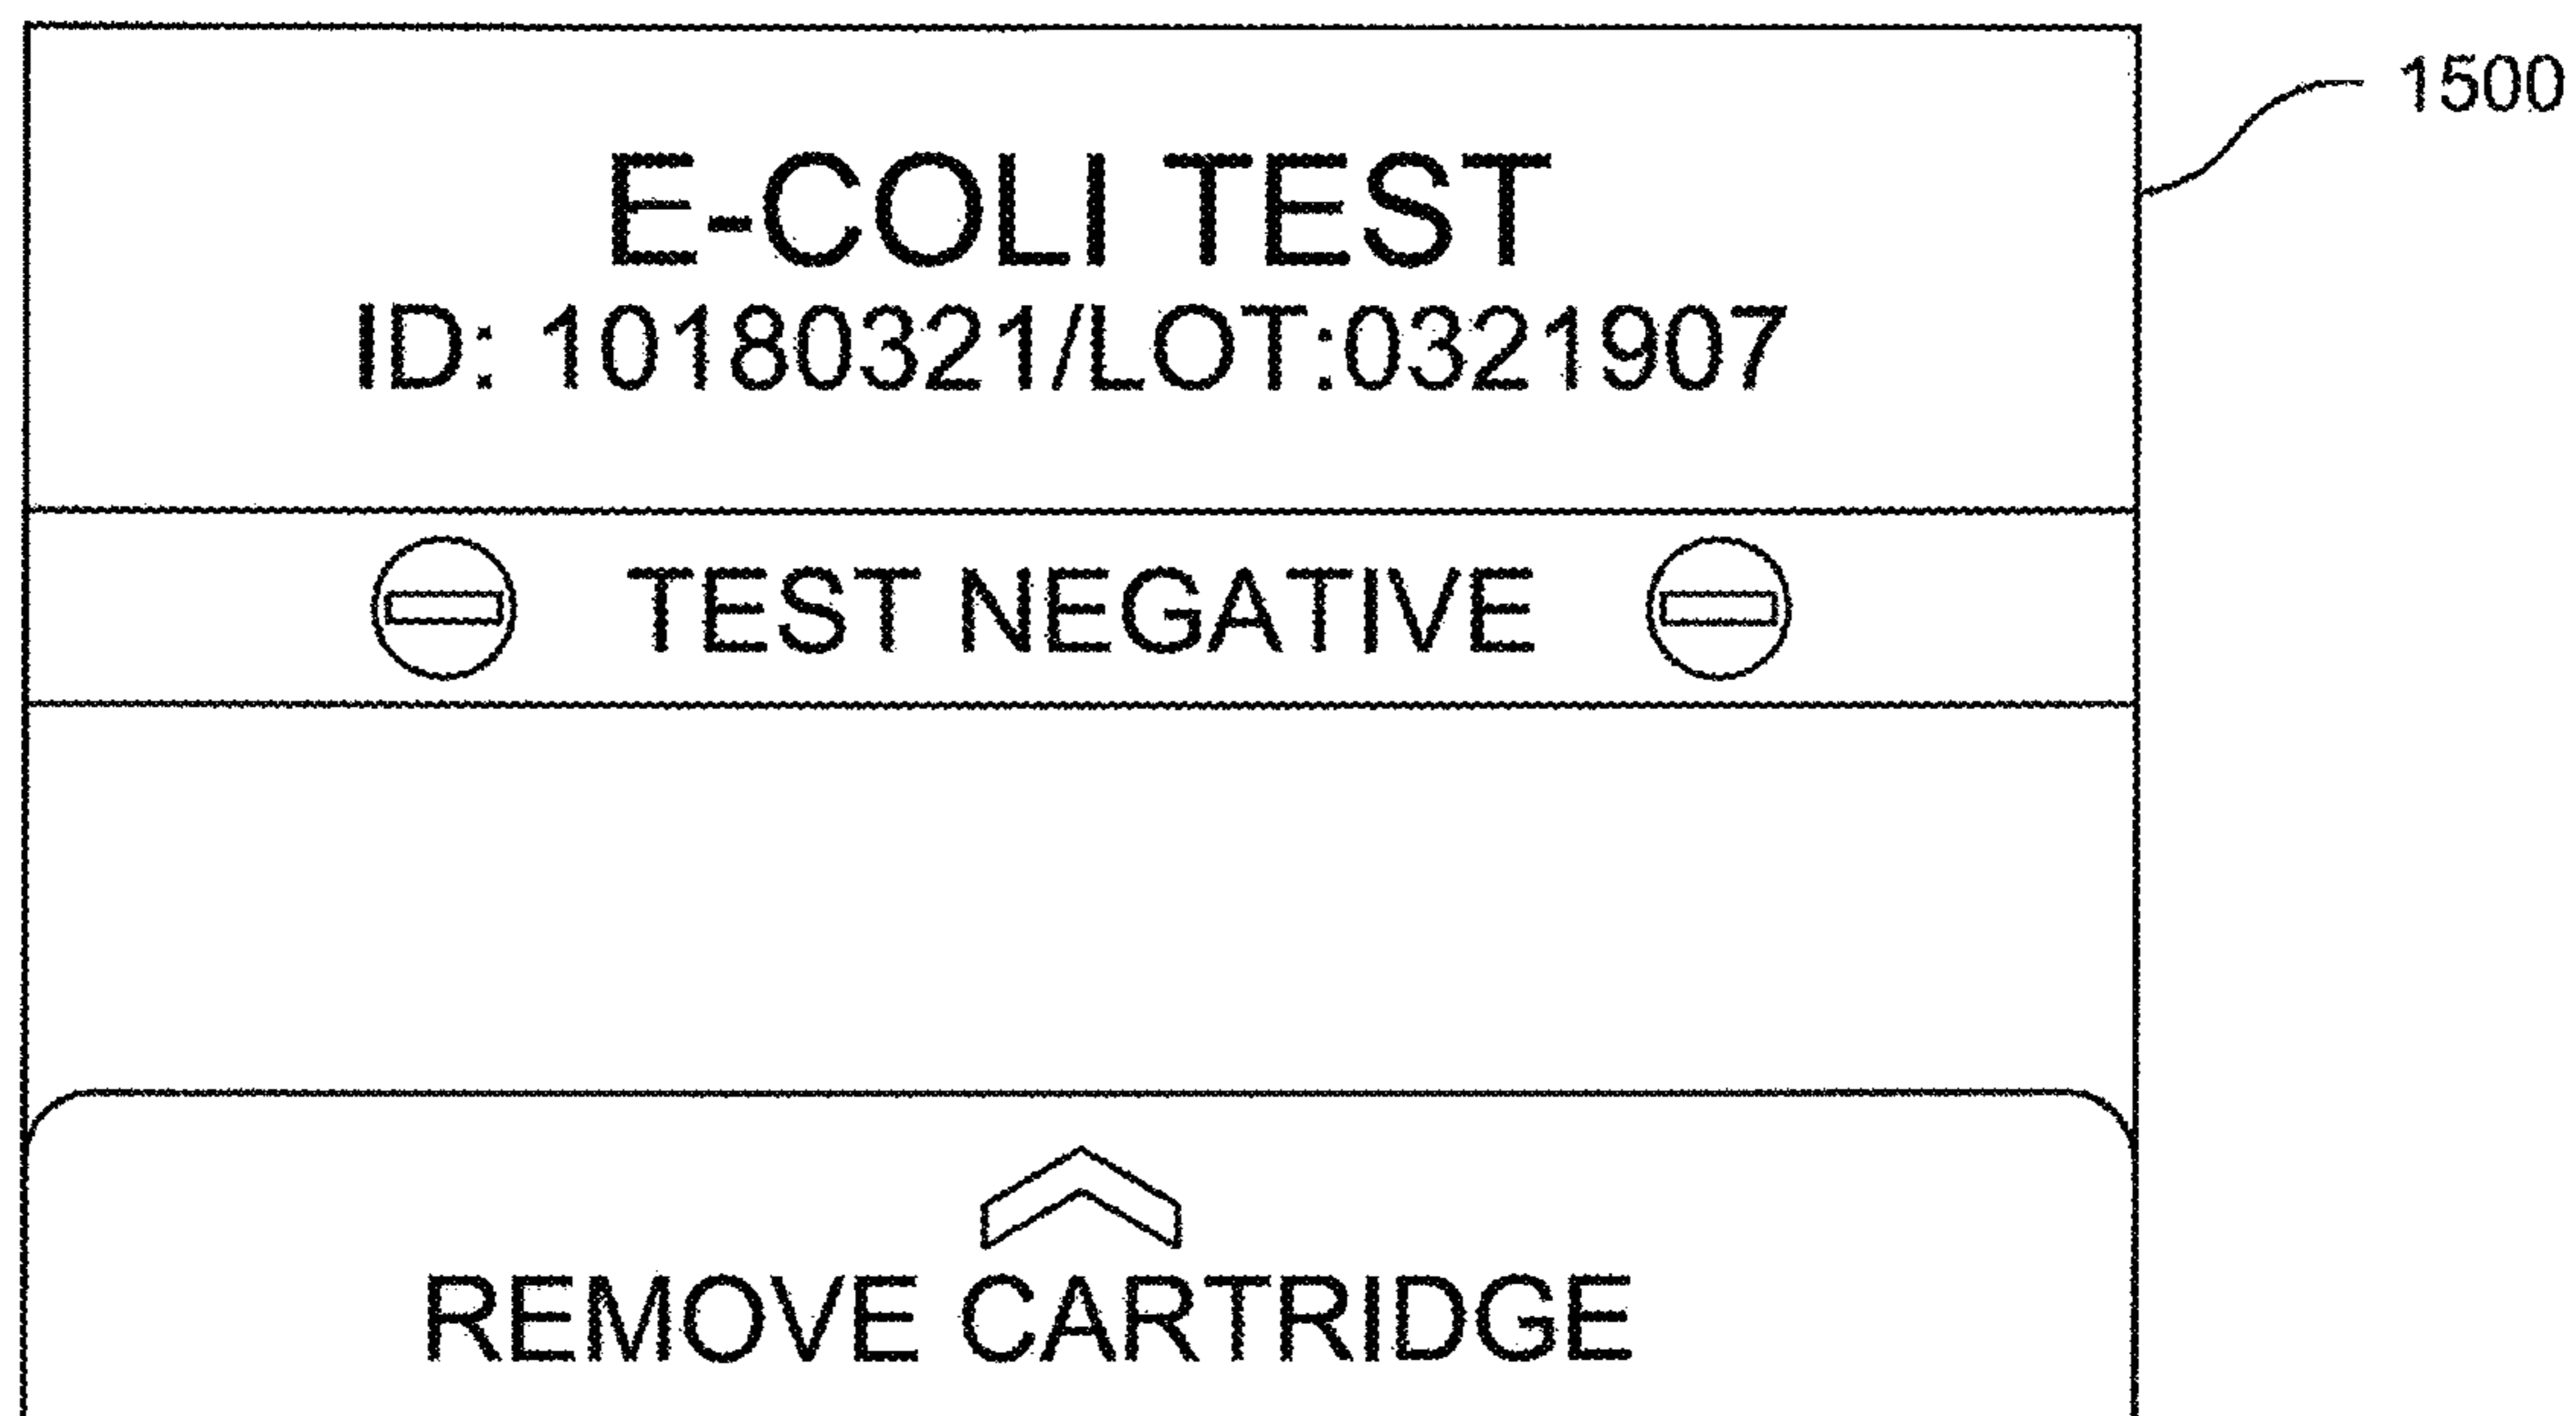 1500
E-COLI TEST
ID: 10180321/LOT:0321907
TEST NEGATIVE
REMOVE CARTRIDGE